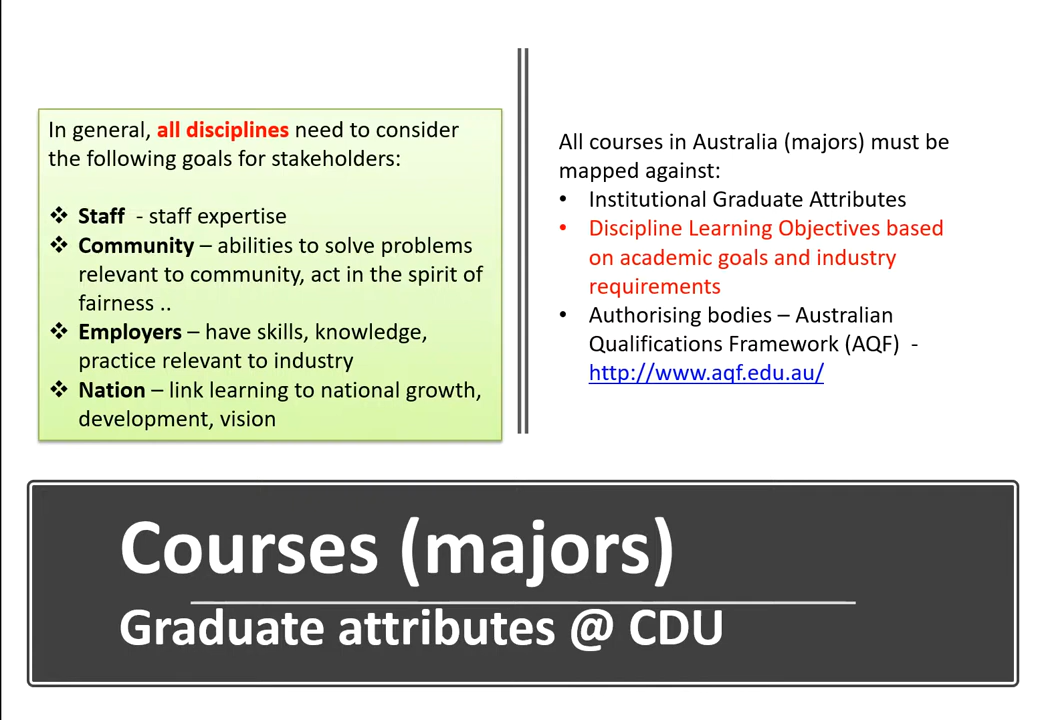 In general, all disciplines need to consider
the following goals for stakeholders:
❖ Staff - staff expertise
❖ Community – abilities to solve problems
relevant to community, act in the spirit of
fairness ..
❖ Employers – have skills, knowledge,
practice relevant to industry
❖ Nation – link learning to national growth,
development, vision
All courses in Australia (majors) must be
mapped against:
• Institutional Graduate Attributes
• Discipline Learning Objectives based
on academic goals and industry
requirements
• Authorising bodies – Australian
Qualifications Framework (AQF) -
http://www.aqf.edu.au/
Courses (majors)
Graduate attributes @ CDU